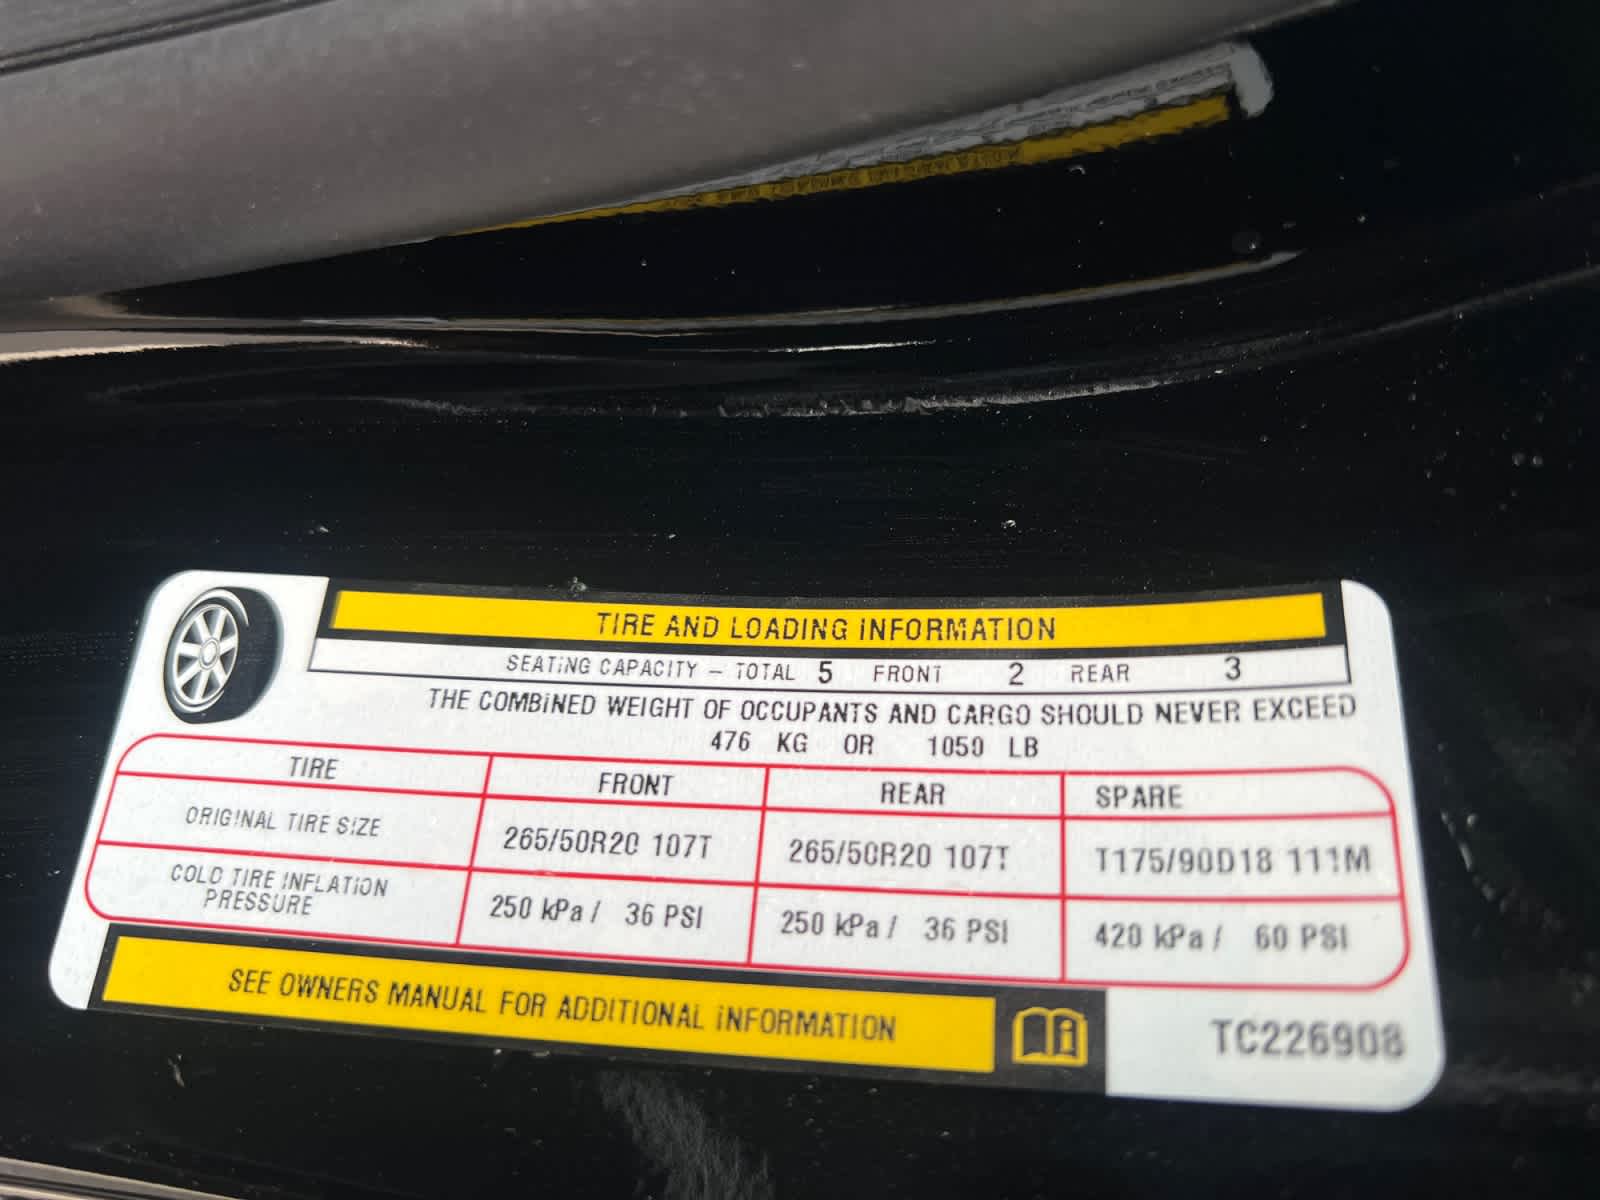 TIRE AND LOADING INFORMATION
SEATING CAPACITY – TOTAL 5 FRONT 2 REAR 3
THE COMBINED WEIGHT OF OCCUPANTS AND CARGO SHOULD NEVER EXCEED
476 KG OR 1050 LB
TIRE FRONT REAR SPARE
ORIGINAL TIRE SIZE 265/50R20 107T 265/50R20 107T T175/90D18 111M
COLD TIRE INFLATION
PRESSURE 250 kPa / 36 PSI 250 kPa / 36 PSI 420 kPa / 60 PSI
SEE OWNERS MANUAL FOR ADDITIONAL INFORMATION
TC226908